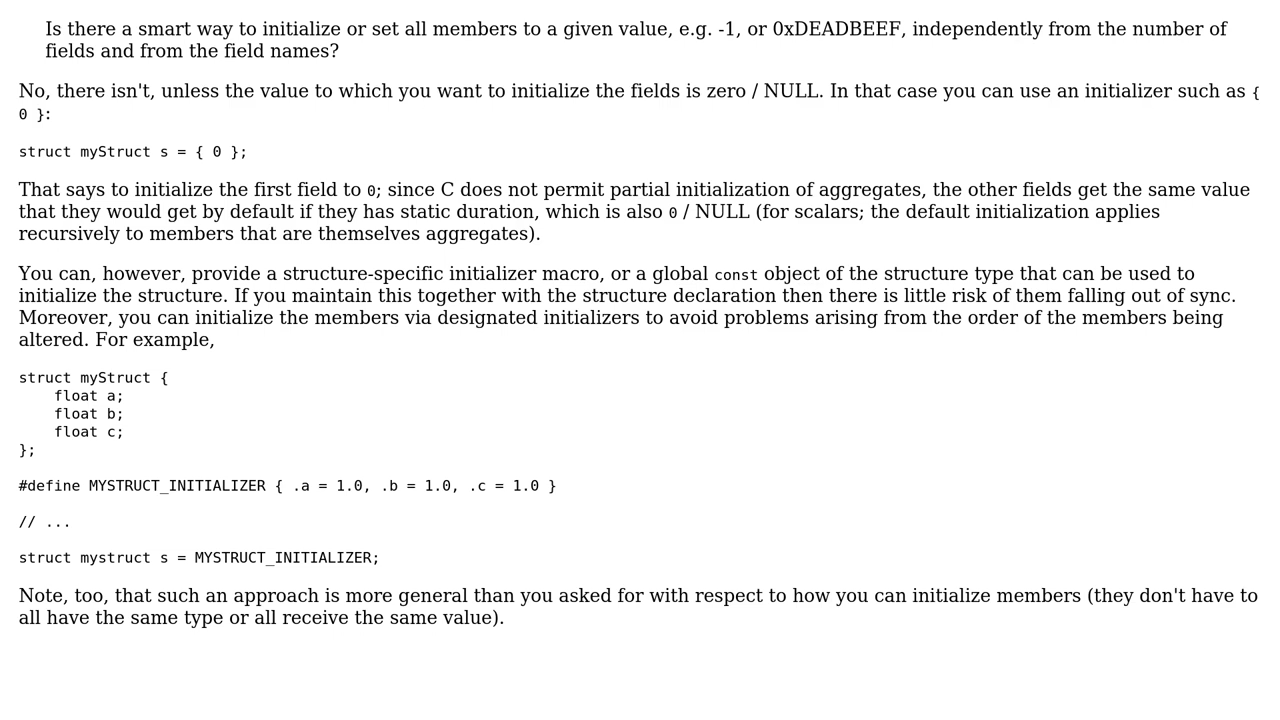 Is there a smart way to initialize or set all members to a given value, e.g. -1, or 0xDEADBEEF, independently from the number of
fields and from the field names?
No, there isn't, unless the value to which you want to initialize the fields is zero / NULL. In that case you can use an initializer such as {
0 }:
struct myStruct s = { 0 };
That says to initialize the first field to 0; since C does not permit partial initialization of aggregates, the other fields get the same value
that they would get by default if they has static duration, which is also 0 / NULL (for scalars; the default initialization applies
recursively to members that are themselves aggregates).
You can, however, provide a structure-specific initializer macro, or a global const object of the structure type that can be used to
initialize the structure. If you maintain this together with the structure declaration then there is little risk of them falling out of sync.
Moreover, you can initialize the members via designated initializers to avoid problems arising from the order of the members being
altered. For example,
struct myStruct {
    float a;
    float b;
    float c;
};
#define MYSTRUCT_INITIALIZER { .a = 1.0, .b = 1.0, .c = 1.0 }
// ...
struct mystruct s = MYSTRUCT_INITIALIZER;
Note, too, that such an approach is more general than you asked for with respect to how you can initialize members (they don't have to
all have the same type or all receive the same value).